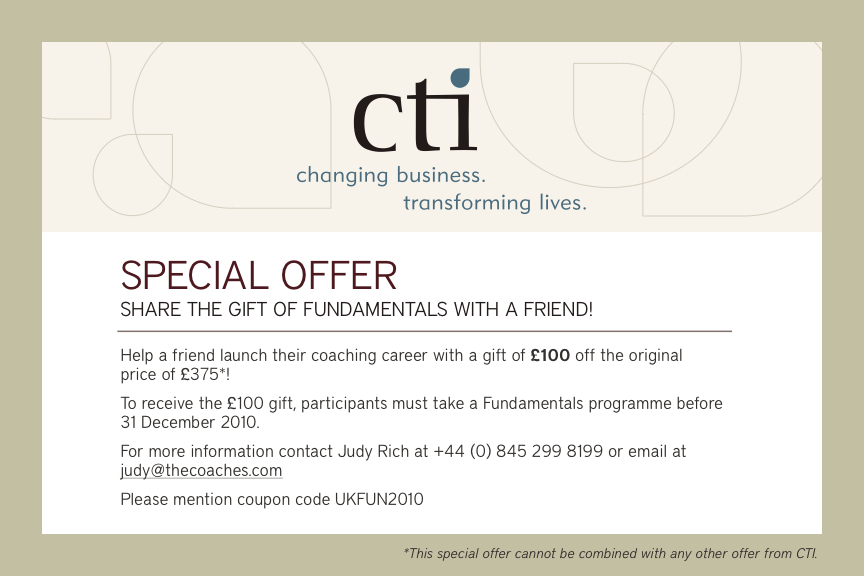 cti
changing business.
transforming lives.
SPECIAL OFFER
SHARE THE GIFT OF FUNDAMENTALS WITH A FRIEND!
Help a friend launch their coaching career with a gift of £100 off the original
price of £375*!
To receive the £100 gift, participants must take a Fundamentals programme before
31 December 2010.
For more information contact Judy Rich at +44 (0) 845 299 8199 or email at
judy@thecoaches.com
Please mention coupon code UKFUN2010
*This special offer cannot be combined with any other offer from CTI.